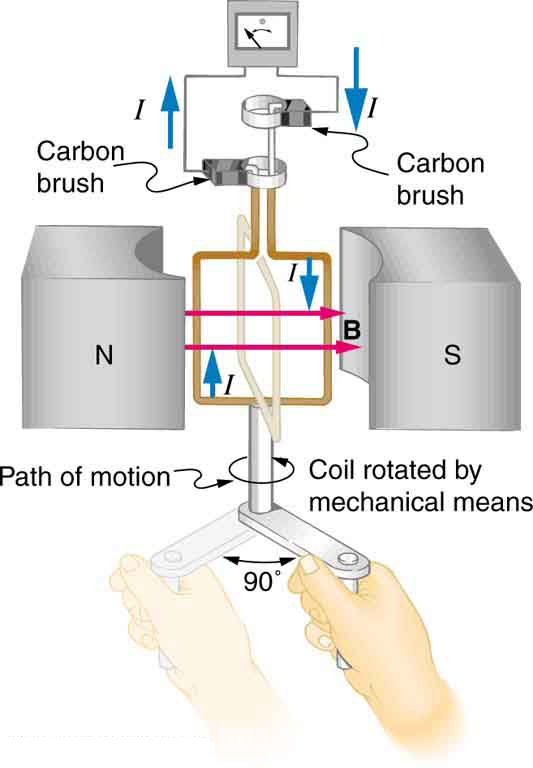 I
I
Carbon
brush
Carbon
brush
I
B
N
S
I
Path of motion
Coil rotated by
mechanical means
90°